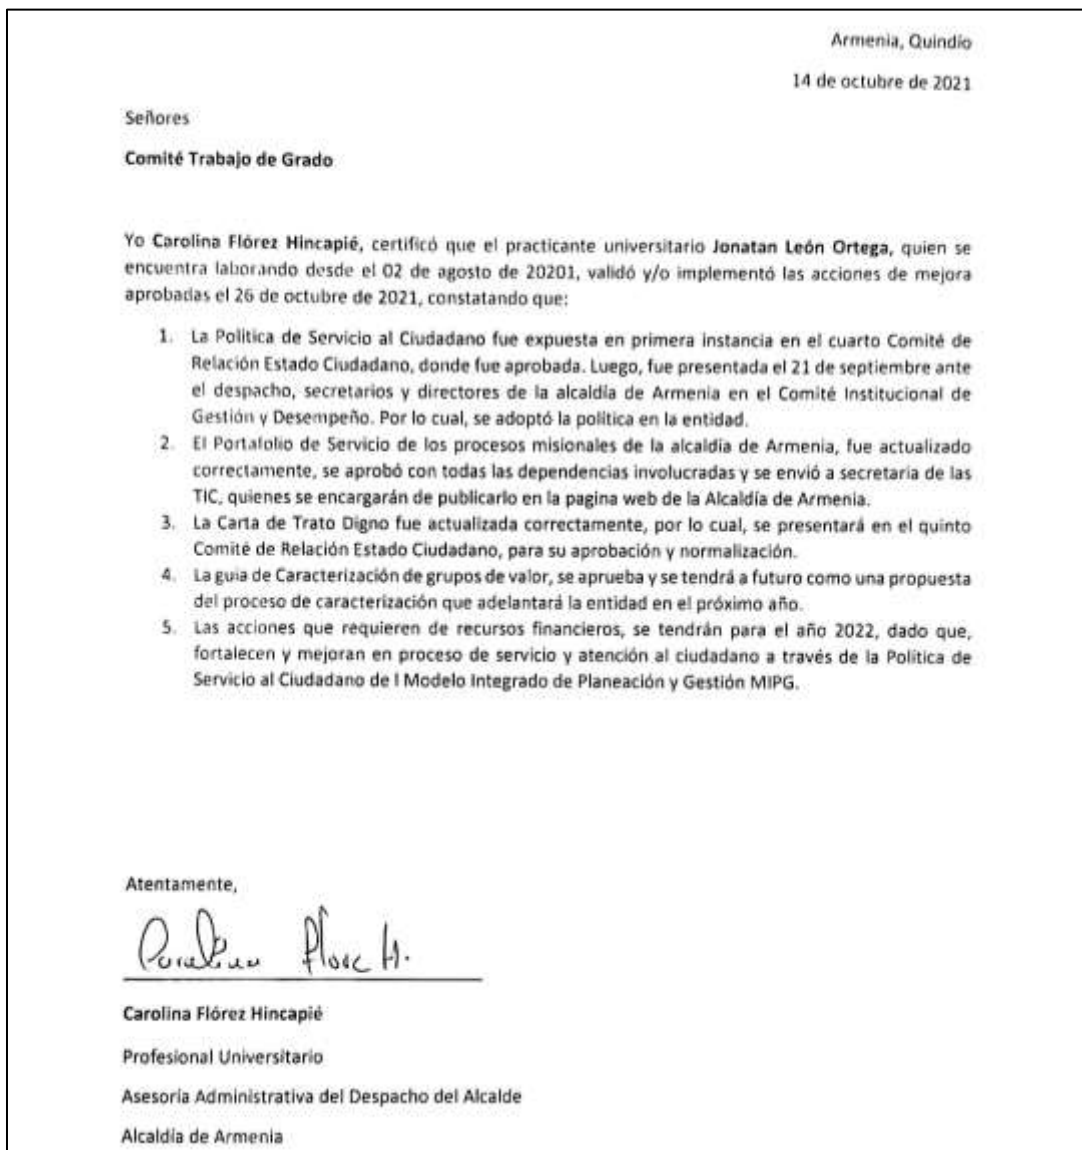 Armenia, Quindío
14 de octubre de 2021
Señores
Comité Trabajo de Grado
Yo Carolina Flórez Hincapié, certificó que el practicante universitario Jonatan León Ortega, quien se
encuentra laborando desde el 02 de agosto de 20201, validó y/o implementó las acciones de mejora
aprobadas el 26 de octubre de 2021, constatando que:
1. La Política de Servicio al Ciudadano fue expuesta en primera instancia en el cuarto Comité de
Relación Estado Ciudadano, donde fue aprobada. Luego, fue presentada el 21 de septiembre ante
el despacho, secretarios y directores de la alcaldía de Armenia en el Comité Institucional de
Gestión y Desempeño. Por lo cual, se adoptó la política en la entidad.
2. El Portafolio de Servicio de los procesos misionales de la alcaldía de Armenia, fue actualizado
correctamente, se aprobó con todas las dependencias involucradas y se envió a secretaria de las
TIC, quienes se encargarán de publicarlo en la pagina web de la Alcaldía de Armenia.
3. La Carta de Trato Digno fue actualizada correctamente, por lo cual, se presentará en el quinto
Comité de Relación Estado Ciudadano, para su aprobación y normalización.
4. La guia de Caracterización de grupos de valor, se aprueba y se tendrá a futuro como una propuesta
del proceso de caracterización que adelantará la entidad en el próximo año.
5. Las acciones que requieren de recursos financieros, se tendrán para el año 2022, dado que,
fortalecen y mejoran en proceso de servicio y atención al ciudadano a través de la Política de
Servicio al Ciudadano de l Modelo Integrado de Planeación y Gestión MIPG.
Atentamente,
Carolina Flórez H.
Carolina Flórez Hincapié
Profesional Universitario
Asesoría Administrativa del Despacho del Alcalde
Alcaldía de Armenia